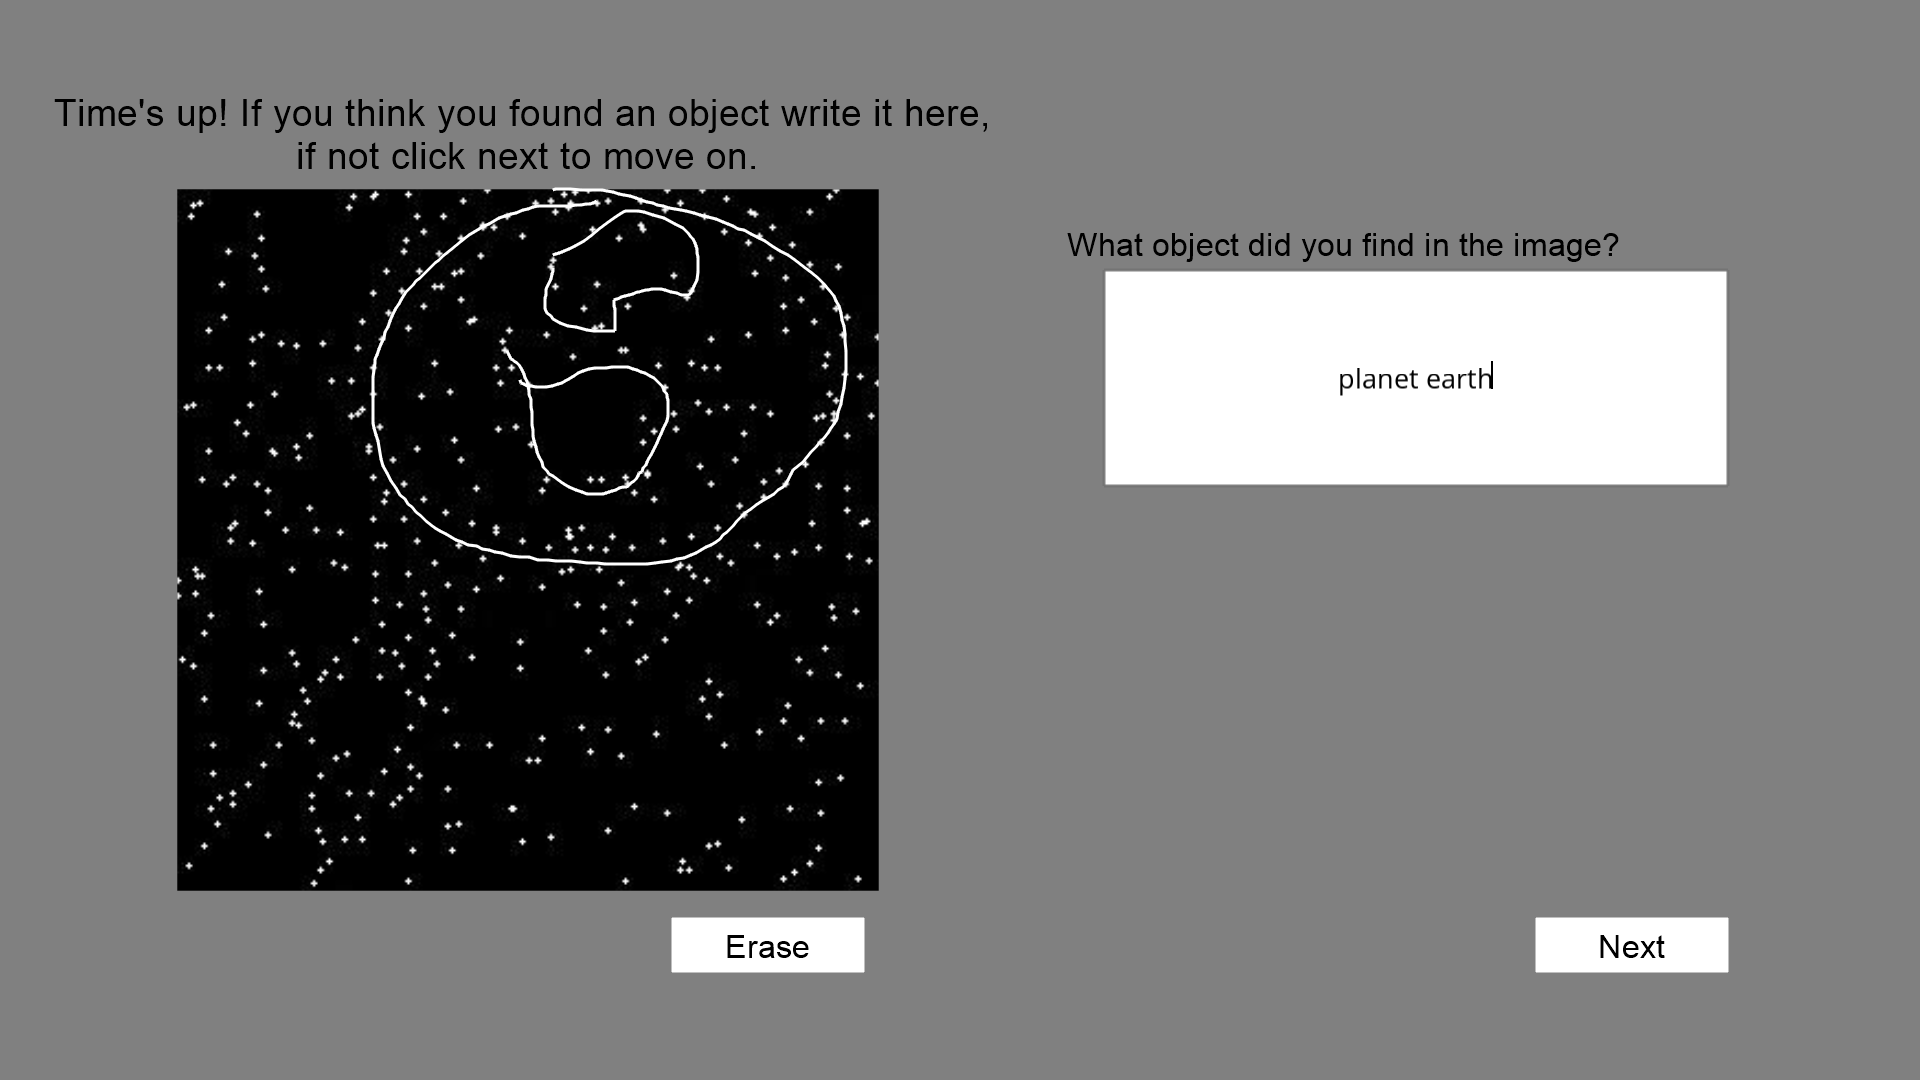 Time's up! If you think you found an object write it here,
if not click next to move on.
What object did you find in the image?
planet earth
Erase
Next